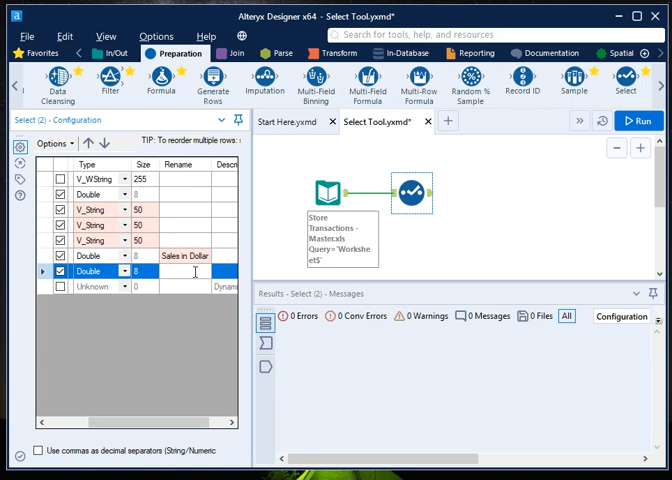 Alteryx Designer x64 - Select Tool.yxmd*
File Edit View Options Help
Search for tools, help, and resources
Favorites In/Out Preparation Join Parse Transform In-Database Reporting Documentation Spatial
Data Cleansing Filter Formula Generate Rows Imputation Multi-Field Binning Multi-Field Formula Multi-Row Formula Random % Sample Record ID Sample Select
Select (2) - Configuration
Start Here.yxmd Select Tool.yxmd*
Run
Options
TIP: To reorder multiple rows: s
Type Size Rename Descri
V_WString 255
Double 8
V_String 50
V_String 50
V_String 50
Double 8 Sales in Dollar
Double 8
Unknown 0 Dynami
Use commas as decimal separators (String/Numeric
Store
Transactions -
Master.xls
Query=`Workshe
et$`
Results - Select (2) - Messages
0 Errors 0 Conv Errors 0 Warnings 0 Messages 0 Files All Configuration